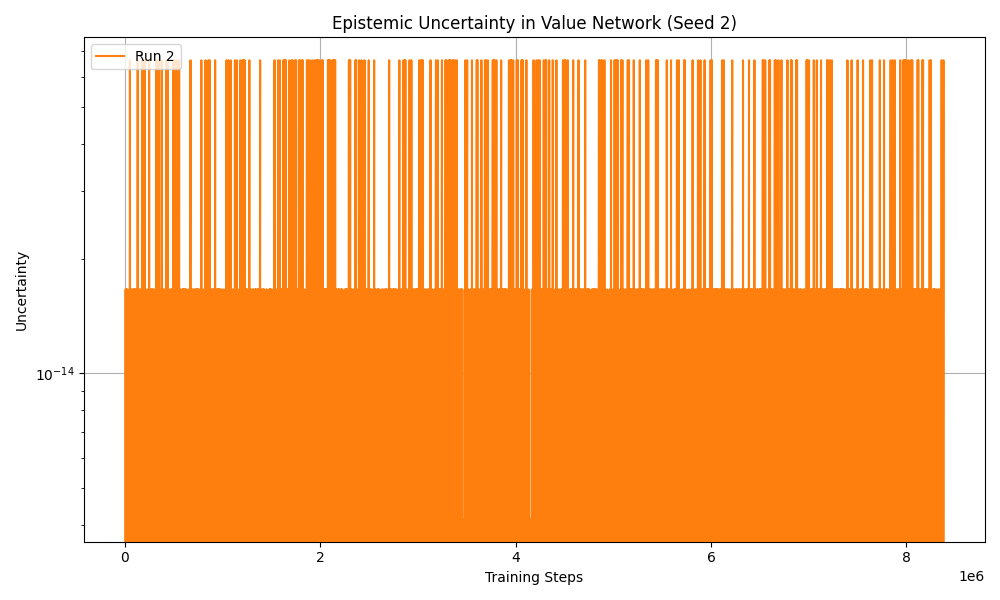 Epistemic Uncertainty in Value Network (Seed 2)
Run 2
Uncertainty
10⁻¹⁴
0 2 4 6 8
1e6
Training Steps